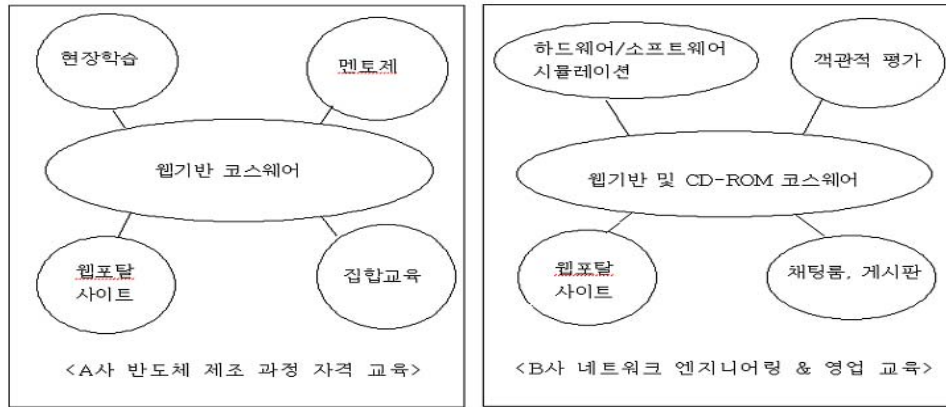 현장학습
멘토제
웹기반 코스웨어
웹포탈
사이트
집합교육
<A사 반도체 제조 과정 자격 교육>
하드웨어/소프트웨어
시뮬레이션
객관적 평가
웹기반 및 CD-ROM 코스웨어
웹포탈
사이트
채팅룸, 게시판
<B사 네트워크 엔지니어링 & 영업 교육>